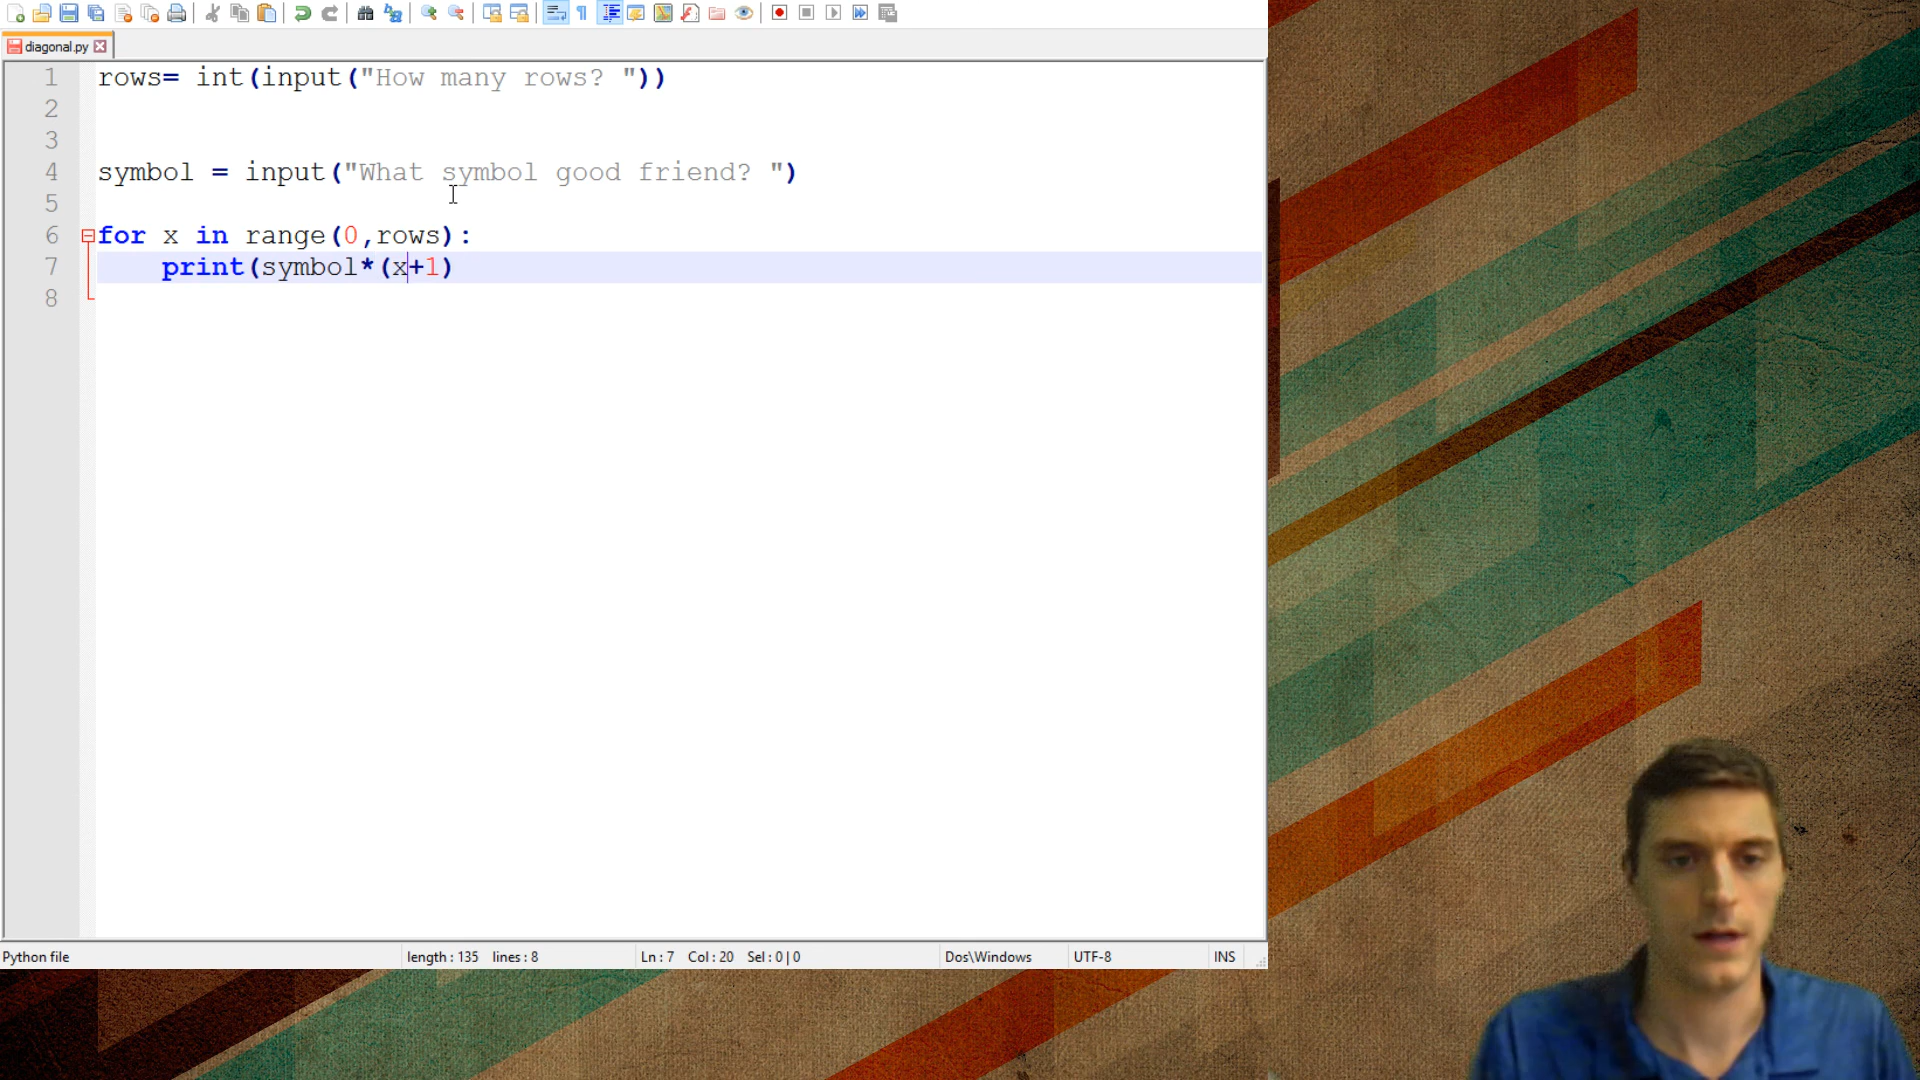 diagonal.py
1 rows= int(input("How many rows? "))
2
3
4 symbol = input("What symbol good friend? ")
5
6 for x in range(0,rows):
7 print(symbol*(x+1)
8
Python file length : 135 lines : 8 Ln : 7 Col : 20 Sel : 0 | 0 Dos\Windows UTF-8 INS